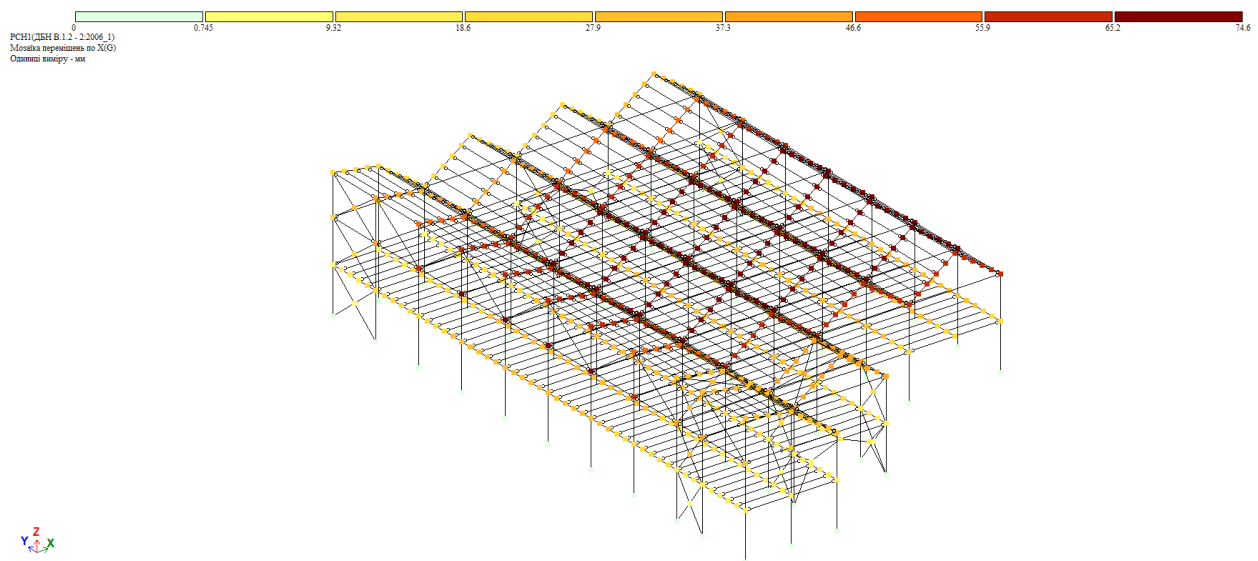 0 0.745 9.32 18.6 27.9 37.3 46.6 55.9 65.2 74.6
РСН1(ДБН В.1.2 - 2:2006_1)
Мозаїка переміщень по X(G)
Одиниці виміру - мм
Z
Y X